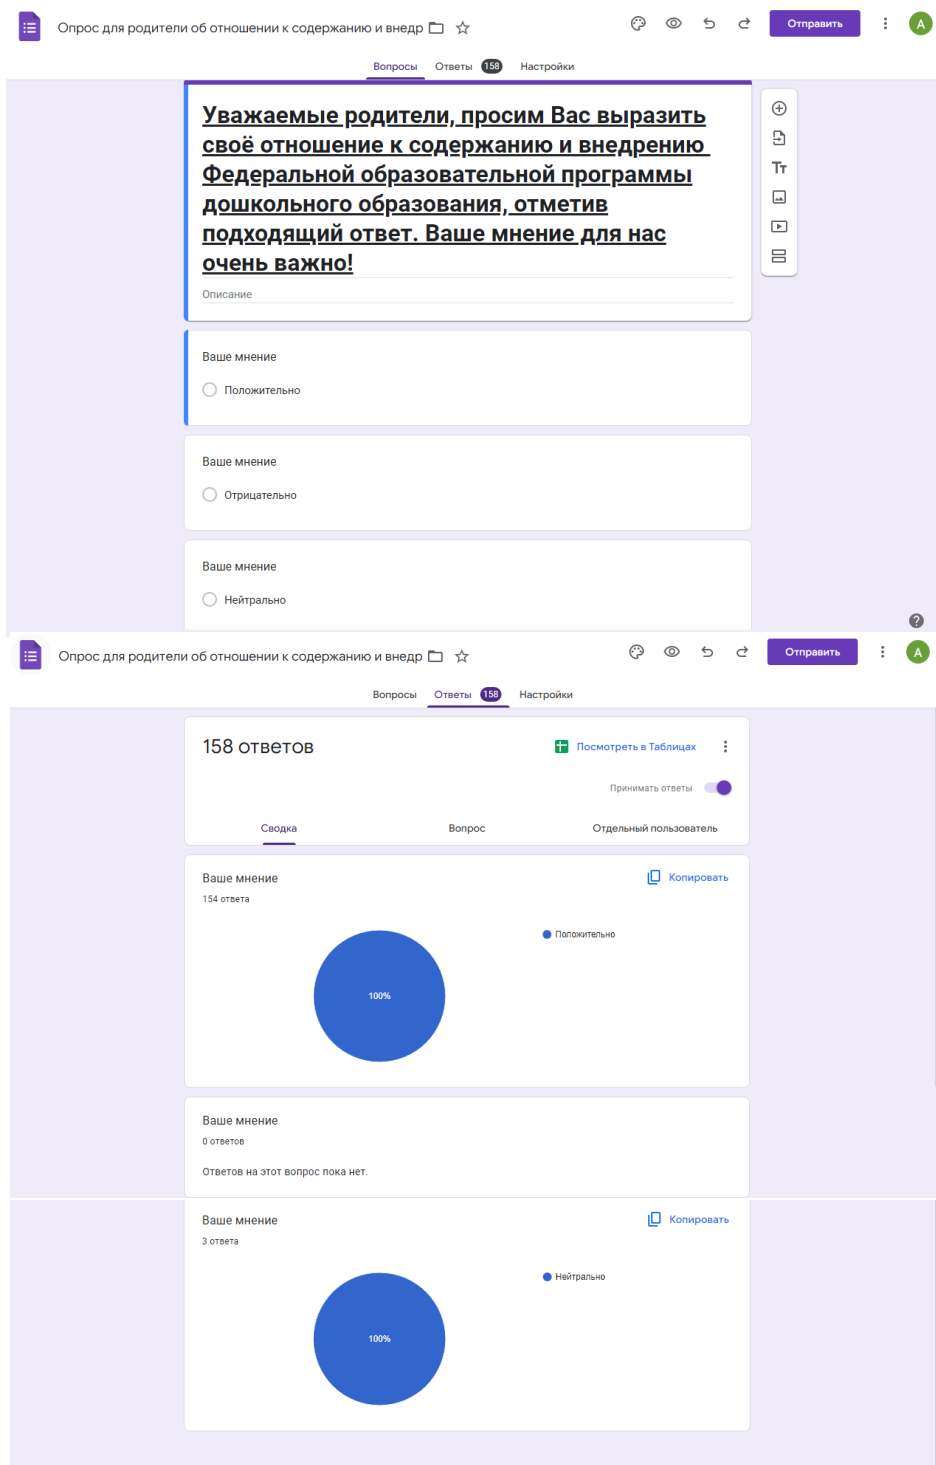 Опрос для родители об отношении к содержанию и внедр
Отправить
А
Вопросы Ответы 158 Настройки
Уважаемые родители, просим Вас выразить
своё отношение к содержанию и внедрению
Федеральной образовательной программы
дошкольного образования, отметив
подходящий ответ. Ваше мнение для нас
очень важно!
Описание
Ваше мнение
Положительно
Ваше мнение
Отрицательно
Ваше мнение
Нейтрально
Опрос для родители об отношении к содержанию и внедр
Отправить
А
Вопросы Ответы 158 Настройки
158 ответов
Посмотреть в Таблицах
Принимать ответы
Сводка Вопрос Отдельный пользователь
Ваше мнение
Копировать
154 ответа
Положительно
100%
Ваше мнение
0 ответов
Ответов на этот вопрос пока нет.
Ваше мнение
Копировать
3 ответа
Нейтрально
100%